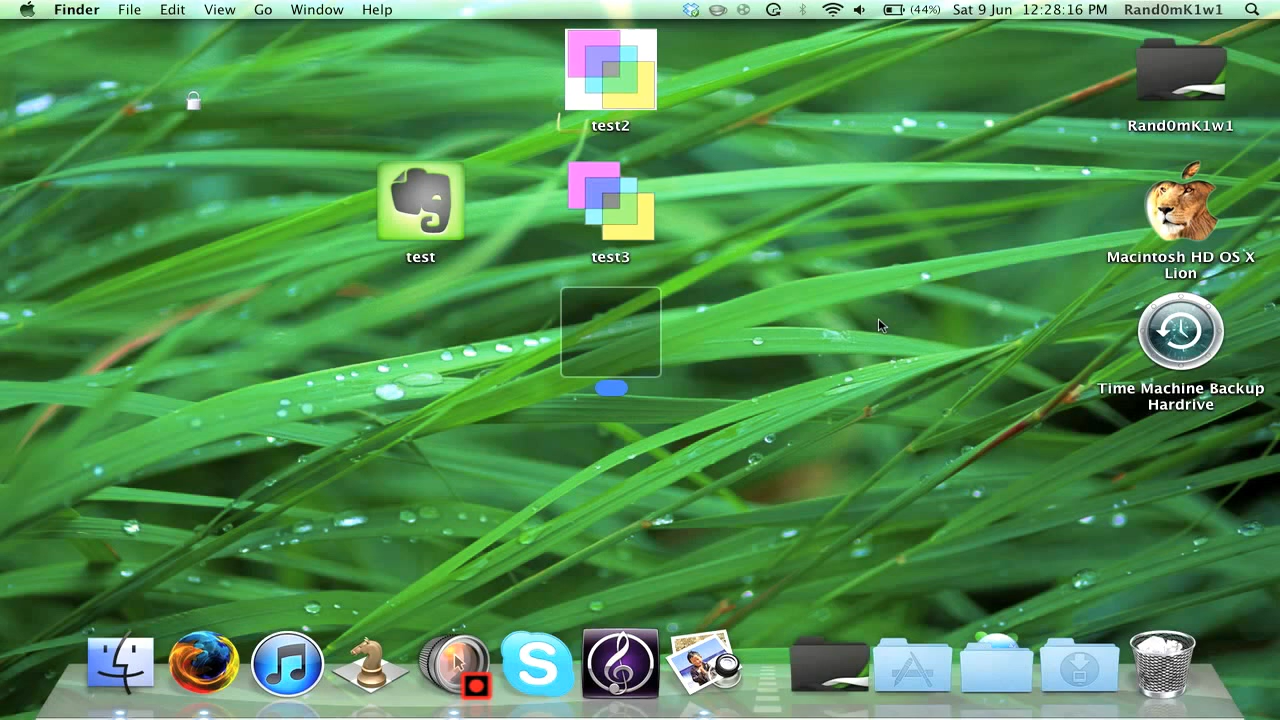 Finder File Edit View Go Window Help (44%) Sat 9 Jun 12:28:16 PM Rand0mK1w1
test2
Rand0mK1w1
test
test3
Macintosh HD OS X
Lion
Time Machine Backup
Hardrive
S